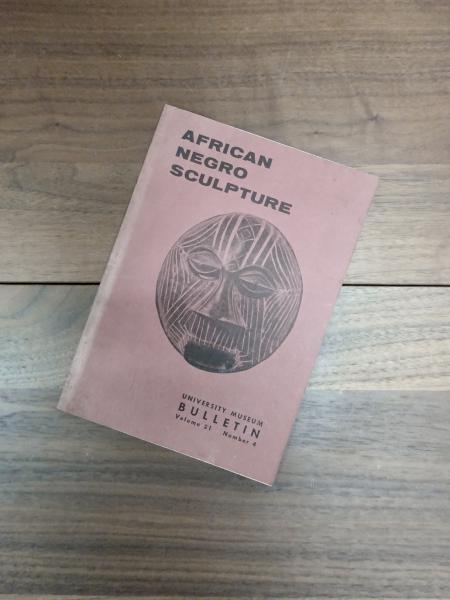 AFRICAN
NEGRO
SCULPTURE
UNIVERSITY MUSEUM
BULLETIN
Volume 21 Number 4